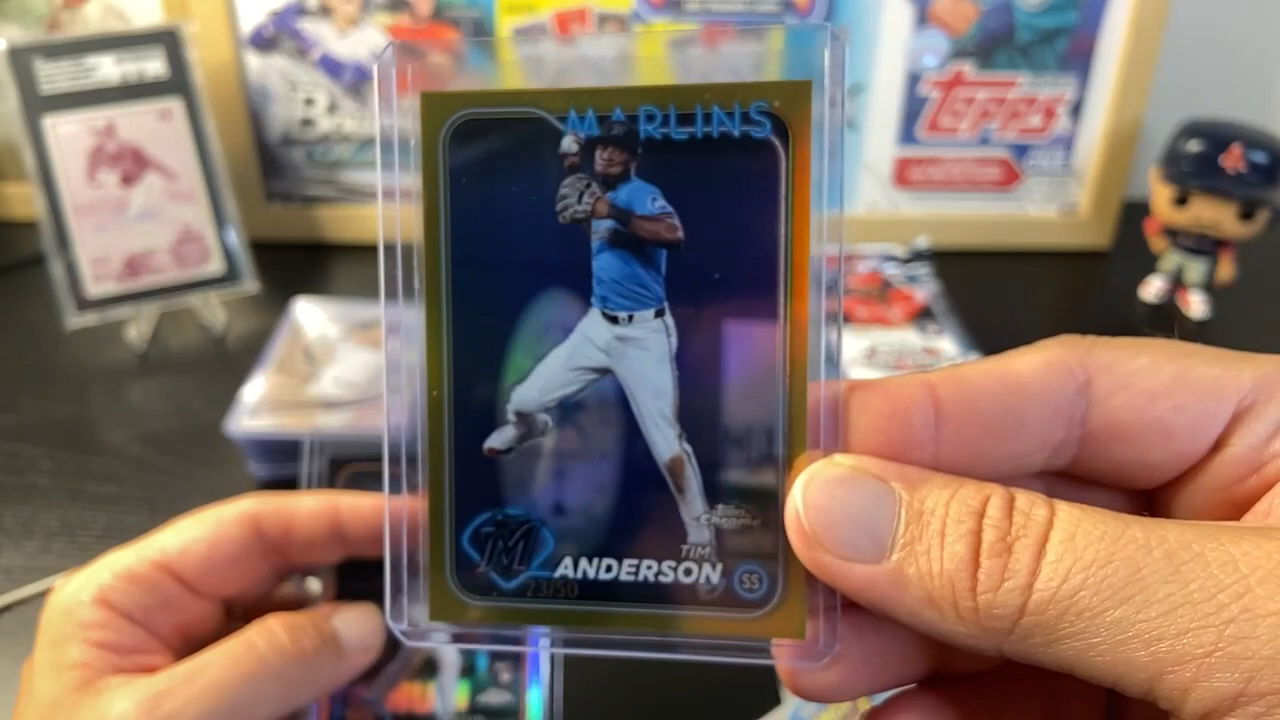 MARLINS
Topps
Chrome
TIM
ANDERSON SS
23/50
M
TOPPS